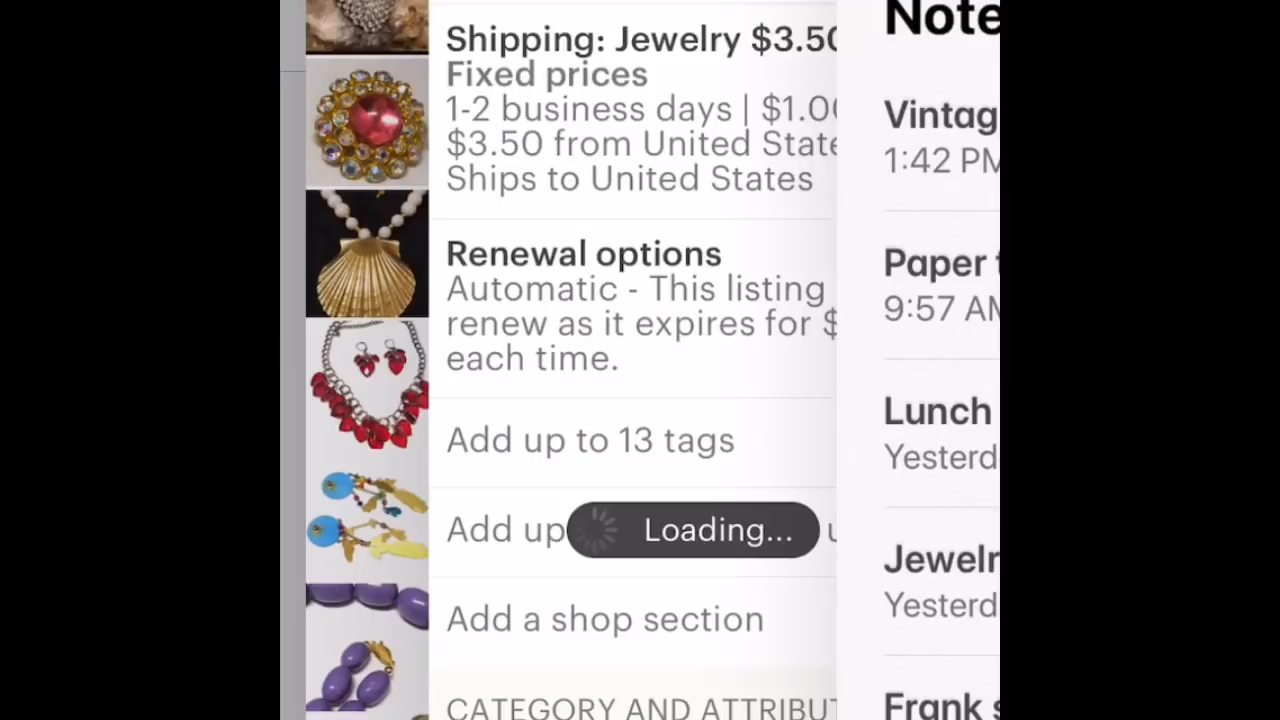 Shipping: Jewelry $3.50
Fixed prices
1-2 business days | $1.00
$3.50 from United State
Ships to United States
Renewal options
Automatic - This listing
renew as it expires for $
each time.
Add up to 13 tags
Add up
Loading...
Add a shop section
CATEGORY AND ATTRIBUT
Note
Vintag
1:42 PM
Paper
9:57 AM
Lunch
Yesterd
Jewelr
Yesterd
Frank s